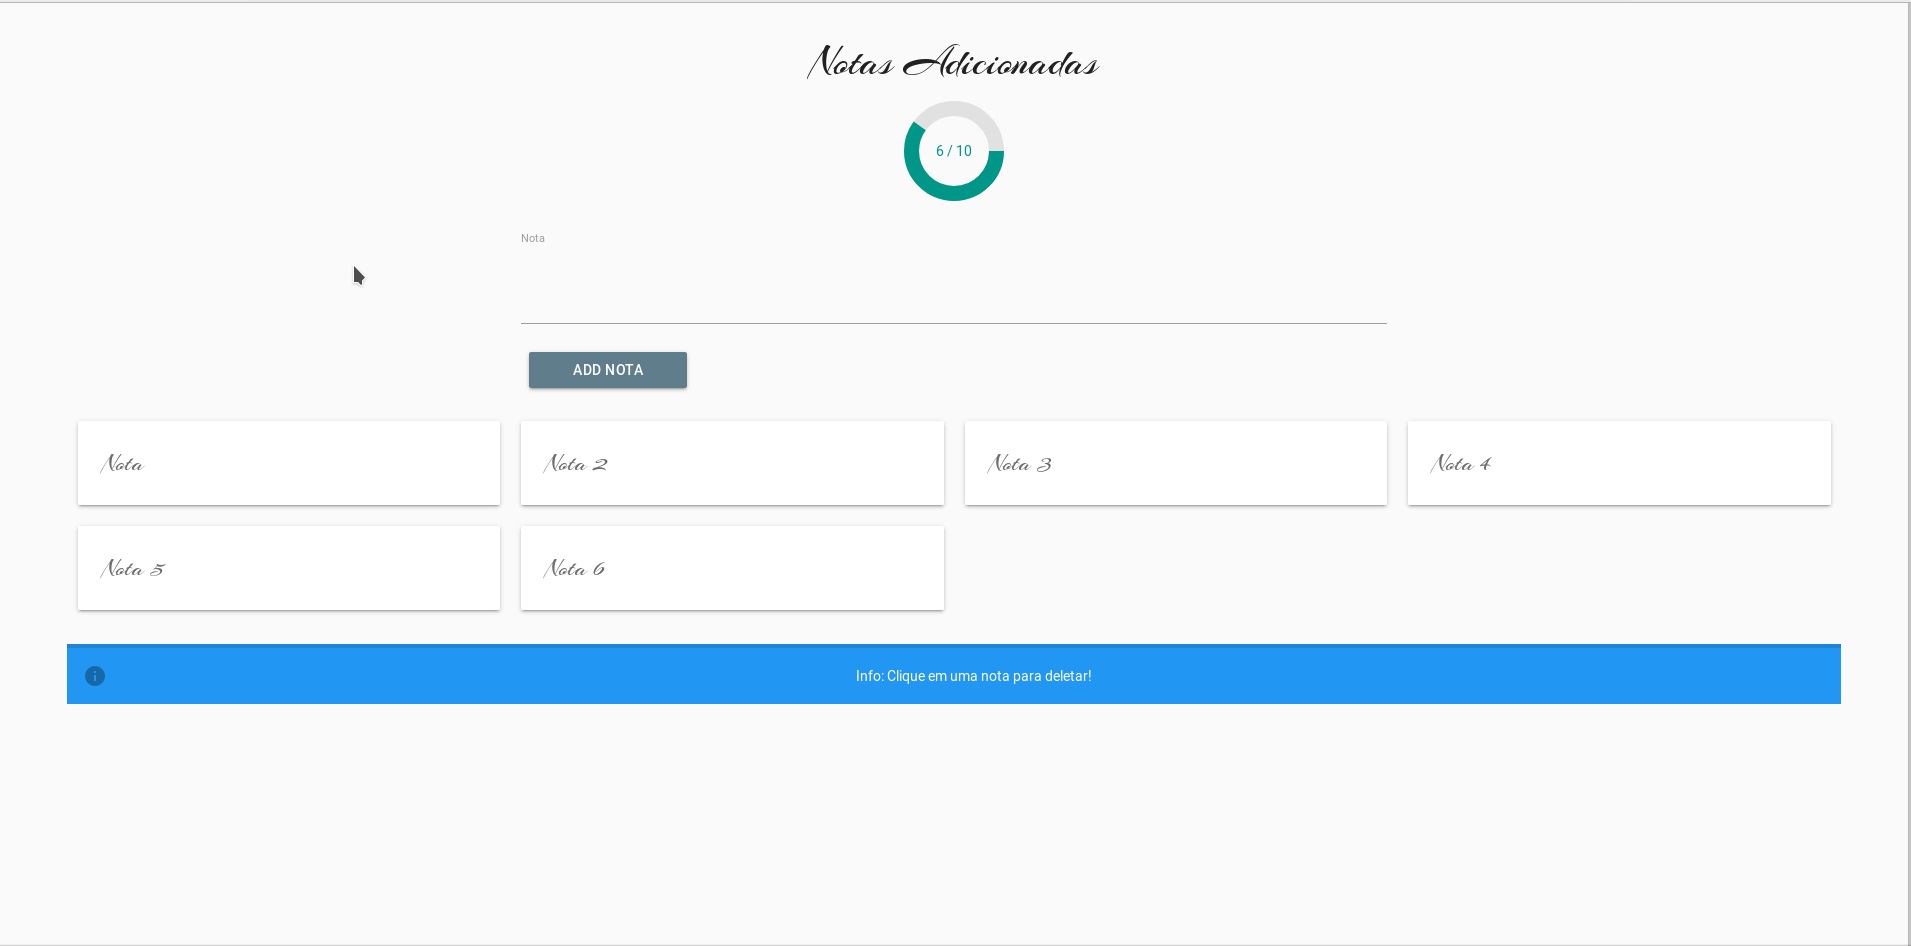 Notas Adicionadas
6 / 10
Nota
ADD NOTA
Nota
Nota 2
Nota 3
Nota 4
Nota 5
Nota 6
Info: Clique em uma nota para deletar!